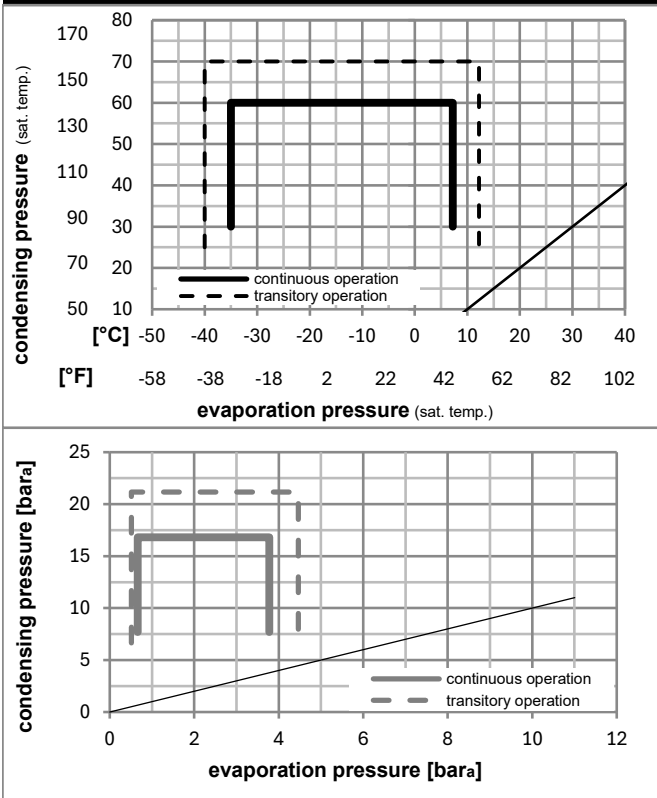 170 80
150 70
130 60
50
110 40
90 30
70 20
50 10
condensing pressure (sat. temp.)
continuous operation
transitory operation
[°C] -50 -40 -30 -20 -10 0 10 20 30 40
[°F] -58 -38 -18 2 22 42 62 82 102
evaporation pressure (sat. temp.)
condensing pressure [bara]
25
20
15
10
5
0
continuous operation
transitory operation
0 2 4 6 8 10 12
evaporation pressure [bara]